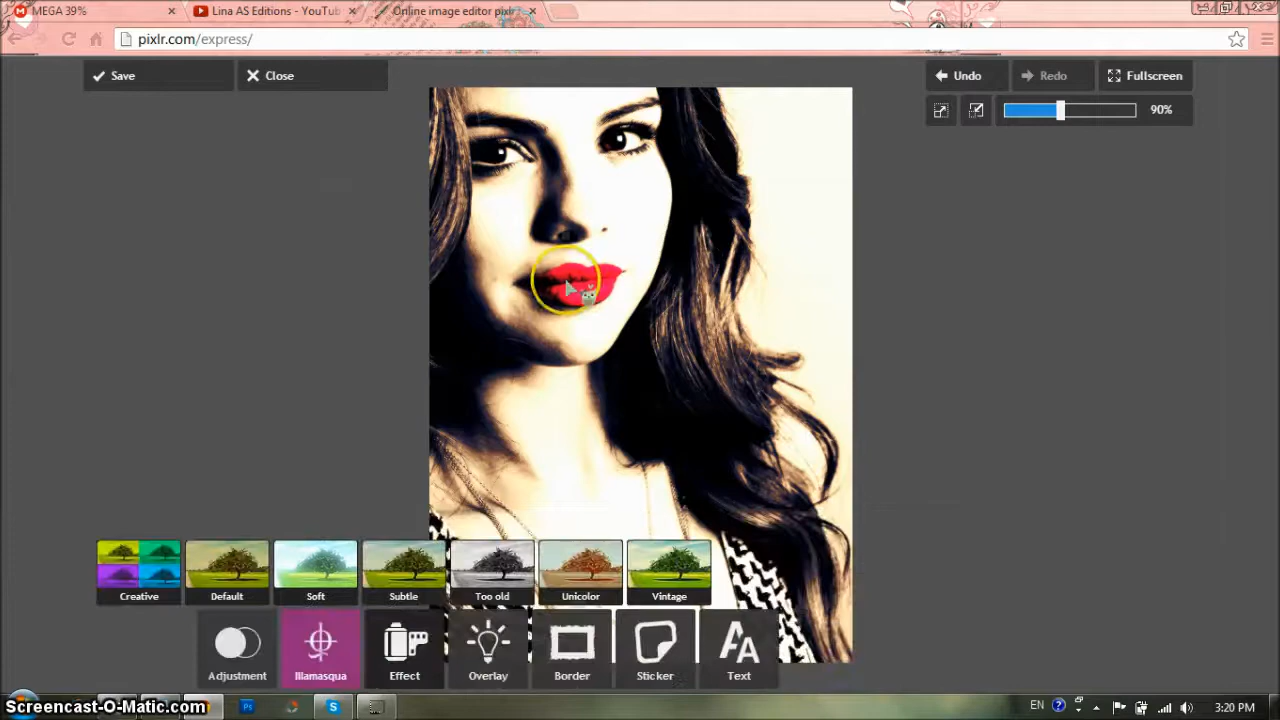 MEGA 39%
Lina AS Editions - YouTu
Online image editor pixlr
pixlr.com/express/
Save
Close
Undo
Redo
Fullscreen
90%
Creative
Default
Soft
Subtle
Too old
Unicolor
Vintage
Adjustment
Illamasqua
Effect
Overlay
Border
Sticker
Text
Screencast-O-Matic.com
EN
3:20 PM